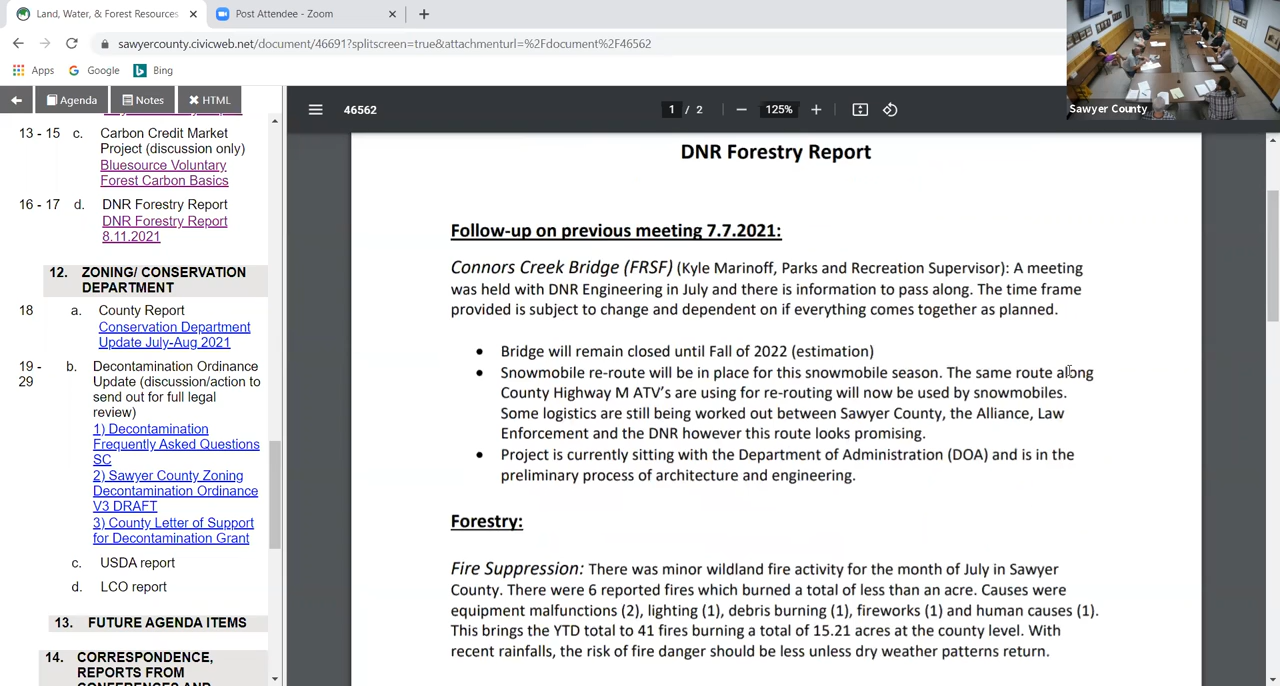 Land, Water, & Forest Resources
Post Attendee - Zoom
sawyercounty.civicweb.net/document/46691?splitscreen=true&attachmenturl=%2Fdocument%2F46562
Apps
Google
Bing
Sawyer County
Agenda
Notes
HTML
46562
1 / 2
125%
13 - 15 c. Carbon Credit Market
Project (discussion only)
Bluesource Voluntary
Forest Carbon Basics
16 - 17 d. DNR Forestry Report
DNR Forestry Report
8.11.2021
12. ZONING/ CONSERVATION
DEPARTMENT
18 a. County Report
Conservation Department
Update July-Aug 2021
19 - b. Decontamination Ordinance
29 Update (discussion/action to
send out for full legal
review)
1) Decontamination
Frequently Asked Questions
SC
2) Sawyer County Zoning
Decontamination Ordinance
V3 DRAFT
3) County Letter of Support
for Decontamination Grant
c. USDA report
d. LCO report
13. FUTURE AGENDA ITEMS
14. CORRESPONDENCE,
REPORTS FROM
CONFERENCES AND
DNR Forestry Report
Follow-up on previous meeting 7.7.2021:
Connors Creek Bridge (FRSF) (Kyle Marinoff, Parks and Recreation Supervisor): A meeting
was held with DNR Engineering in July and there is information to pass along. The time frame
provided is subject to change and dependent on if everything comes together as planned.
• Bridge will remain closed until Fall of 2022 (estimation)
• Snowmobile re-route will be in place for this snowmobile season. The same route along
County Highway M ATV's are using for re-routing will now be used by snowmobiles.
Some logistics are still being worked out between Sawyer County, the Alliance, Law
Enforcement and the DNR however this route looks promising.
• Project is currently sitting with the Department of Administration (DOA) and is in the
preliminary process of architecture and engineering.
Forestry:
Fire Suppression: There was minor wildland fire activity for the month of July in Sawyer
County. There were 6 reported fires which burned a total of less than an acre. Causes were
equipment malfunctions (2), lighting (1), debris burning (1), fireworks (1) and human causes (1).
This brings the YTD total to 41 fires burning a total of 15.21 acres at the county level. With
recent rainfalls, the risk of fire danger should be less unless dry weather patterns return.